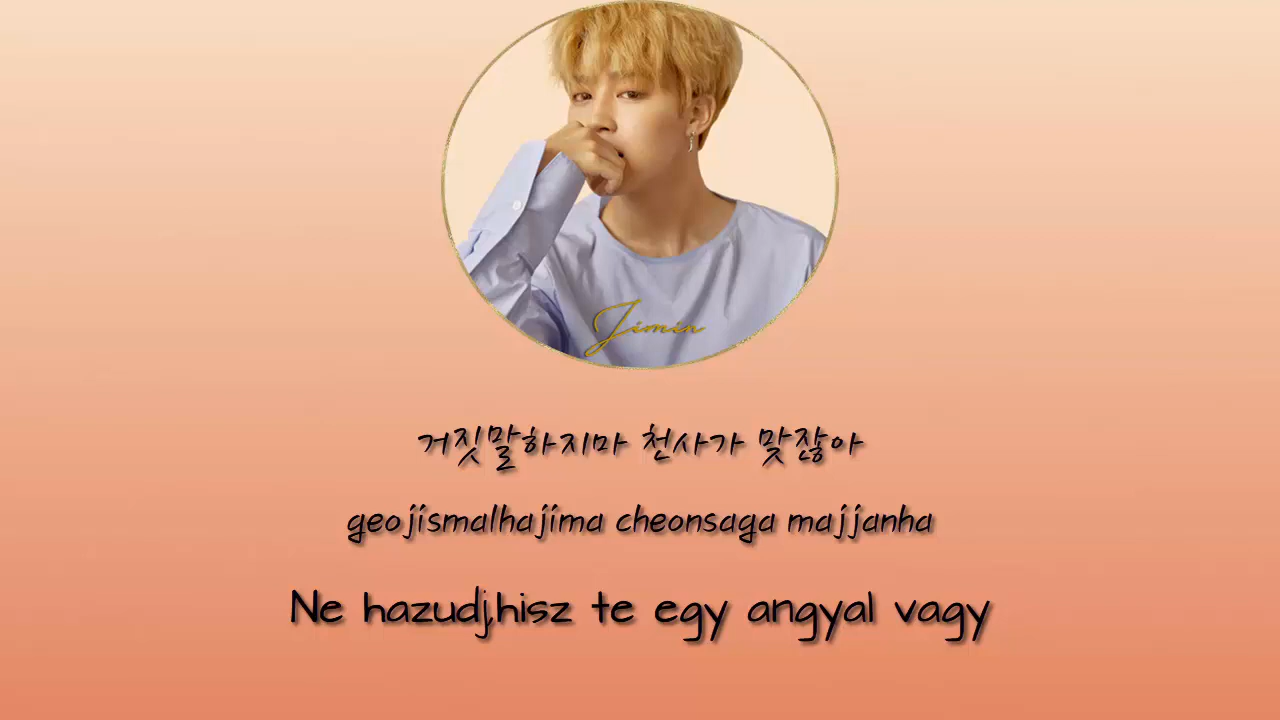 Jimin
거짓말하지마 천사가 맞잖아
geojismalhajima cheonsaga majjanha
Ne hazudj,hisz te egy angyal vagy